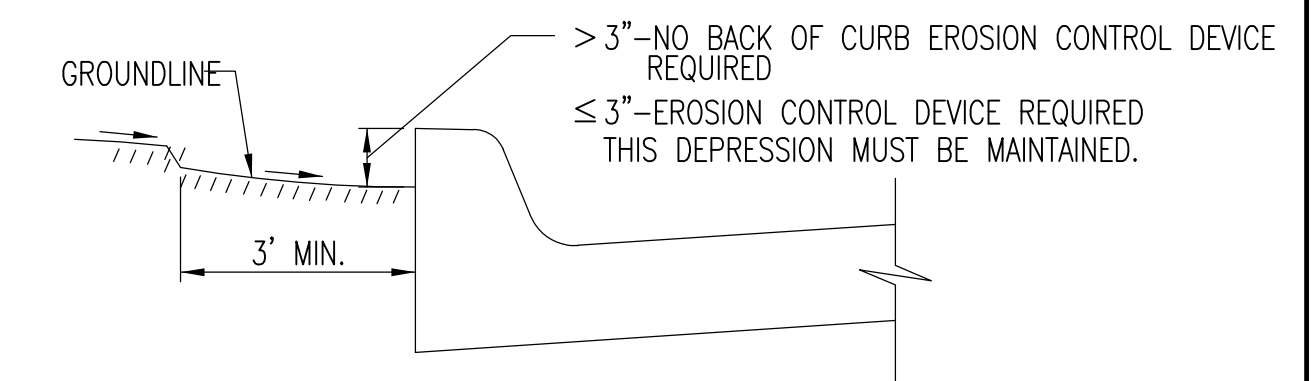 > 3"-NO BACK OF CURB EROSION CONTROL DEVICE
REQUIRED
GROUNDLINE
≤ 3"-EROSION CONTROL DEVICE REQUIRED
THIS DEPRESSION MUST BE MAINTAINED.
3' MIN.